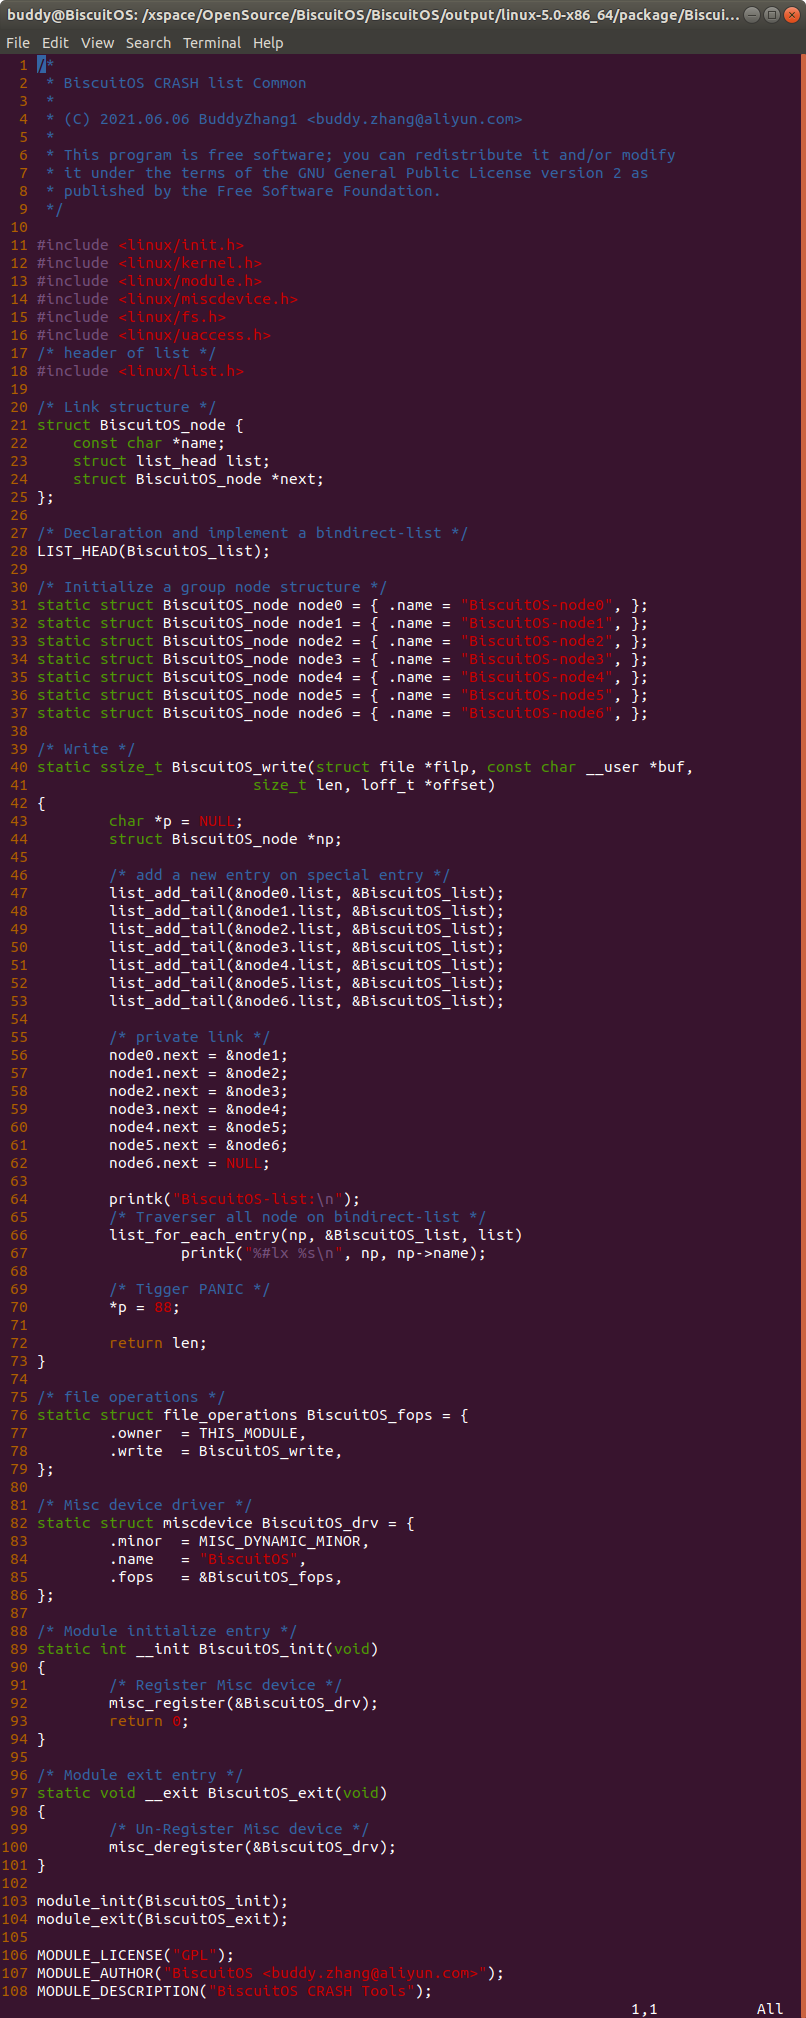 buddy@BiscuitOS: /xspace/OpenSource/BiscuitOS/BiscuitOS/output/linux-5.0-x86_64/package/Biscui...
File Edit View Search Terminal Help
1 /*
2  * BiscuitOS CRASH list Common
3  *
4  * (C) 2021.06.06 BuddyZhang1 <buddy.zhang@aliyun.com>
5  *
6  * This program is free software; you can redistribute it and/or modify
7  * it under the terms of the GNU General Public License version 2 as
8  * published by the Free Software Foundation.
9  */
10
11 #include <linux/init.h>
12 #include <linux/kernel.h>
13 #include <linux/module.h>
14 #include <linux/miscdevice.h>
15 #include <linux/fs.h>
16 #include <linux/uaccess.h>
17 /* header of list */
18 #include <linux/list.h>
19
20 /* Link structure */
21 struct BiscuitOS_node {
22     const char *name;
23     struct list_head list;
24     struct BiscuitOS_node *next;
25 };
26
27 /* Declaration and implement a bindirect-list */
28 LIST_HEAD(BiscuitOS_list);
29
30 /* Initialize a group node structure */
31 static struct BiscuitOS_node node0 = { .name = "BiscuitOS-node0", };
32 static struct BiscuitOS_node node1 = { .name = "BiscuitOS-node1", };
33 static struct BiscuitOS_node node2 = { .name = "BiscuitOS-node2", };
34 static struct BiscuitOS_node node3 = { .name = "BiscuitOS-node3", };
35 static struct BiscuitOS_node node4 = { .name = "BiscuitOS-node4", };
36 static struct BiscuitOS_node node5 = { .name = "BiscuitOS-node5", };
37 static struct BiscuitOS_node node6 = { .name = "BiscuitOS-node6", };
38
39 /* Write */
40 static ssize_t BiscuitOS_write(struct file *filp, const char __user *buf,
41                         size_t len, loff_t *offset)
42 {
43         char *p = NULL;
44         struct BiscuitOS_node *np;
45
46         /* add a new entry on special entry */
47         list_add_tail(&node0.list, &BiscuitOS_list);
48         list_add_tail(&node1.list, &BiscuitOS_list);
49         list_add_tail(&node2.list, &BiscuitOS_list);
50         list_add_tail(&node3.list, &BiscuitOS_list);
51         list_add_tail(&node4.list, &BiscuitOS_list);
52         list_add_tail(&node5.list, &BiscuitOS_list);
53         list_add_tail(&node6.list, &BiscuitOS_list);
54
55         /* private link */
56         node0.next = &node1;
57         node1.next = &node2;
58         node2.next = &node3;
59         node3.next = &node4;
60         node4.next = &node5;
61         node5.next = &node6;
62         node6.next = NULL;
63
64         printk("BiscuitOS-list:\n");
65         /* Traverser all node on bindirect-list */
66         list_for_each_entry(np, &BiscuitOS_list, list)
67                 printk("%#lx %s\n", np, np->name);
68
69         /* Tigger PANIC */
70         *p = 88;
71
72         return len;
73 }
74
75 /* file operations */
76 static struct file_operations BiscuitOS_fops = {
77         .owner  = THIS_MODULE,
78         .write  = BiscuitOS_write,
79 };
80
81 /* Misc device driver */
82 static struct miscdevice BiscuitOS_drv = {
83         .minor  = MISC_DYNAMIC_MINOR,
84         .name   = "BiscuitOS",
85         .fops   = &BiscuitOS_fops,
86 };
87
88 /* Module initialize entry */
89 static int __init BiscuitOS_init(void)
90 {
91         /* Register Misc device */
92         misc_register(&BiscuitOS_drv);
93         return 0;
94 }
95
96 /* Module exit entry */
97 static void __exit BiscuitOS_exit(void)
98 {
99         /* Un-Register Misc device */
100         misc_deregister(&BiscuitOS_drv);
101 }
102
103 module_init(BiscuitOS_init);
104 module_exit(BiscuitOS_exit);
105
106 MODULE_LICENSE("GPL");
107 MODULE_AUTHOR("BiscuitOS <buddy.zhang@aliyun.com>");
108 MODULE_DESCRIPTION("BiscuitOS CRASH Tools");
1,1 All